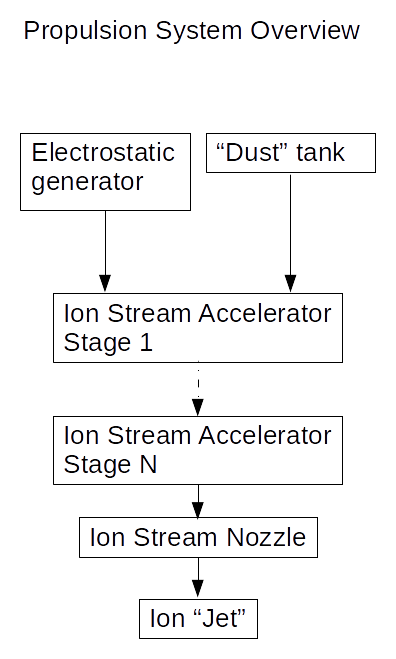 Propulsion System Overview
Electrostatic
generator
“Dust” tank
Ion Stream Accelerator
Stage 1
Ion Stream Accelerator
Stage N
Ion Stream Nozzle
Ion “Jet”